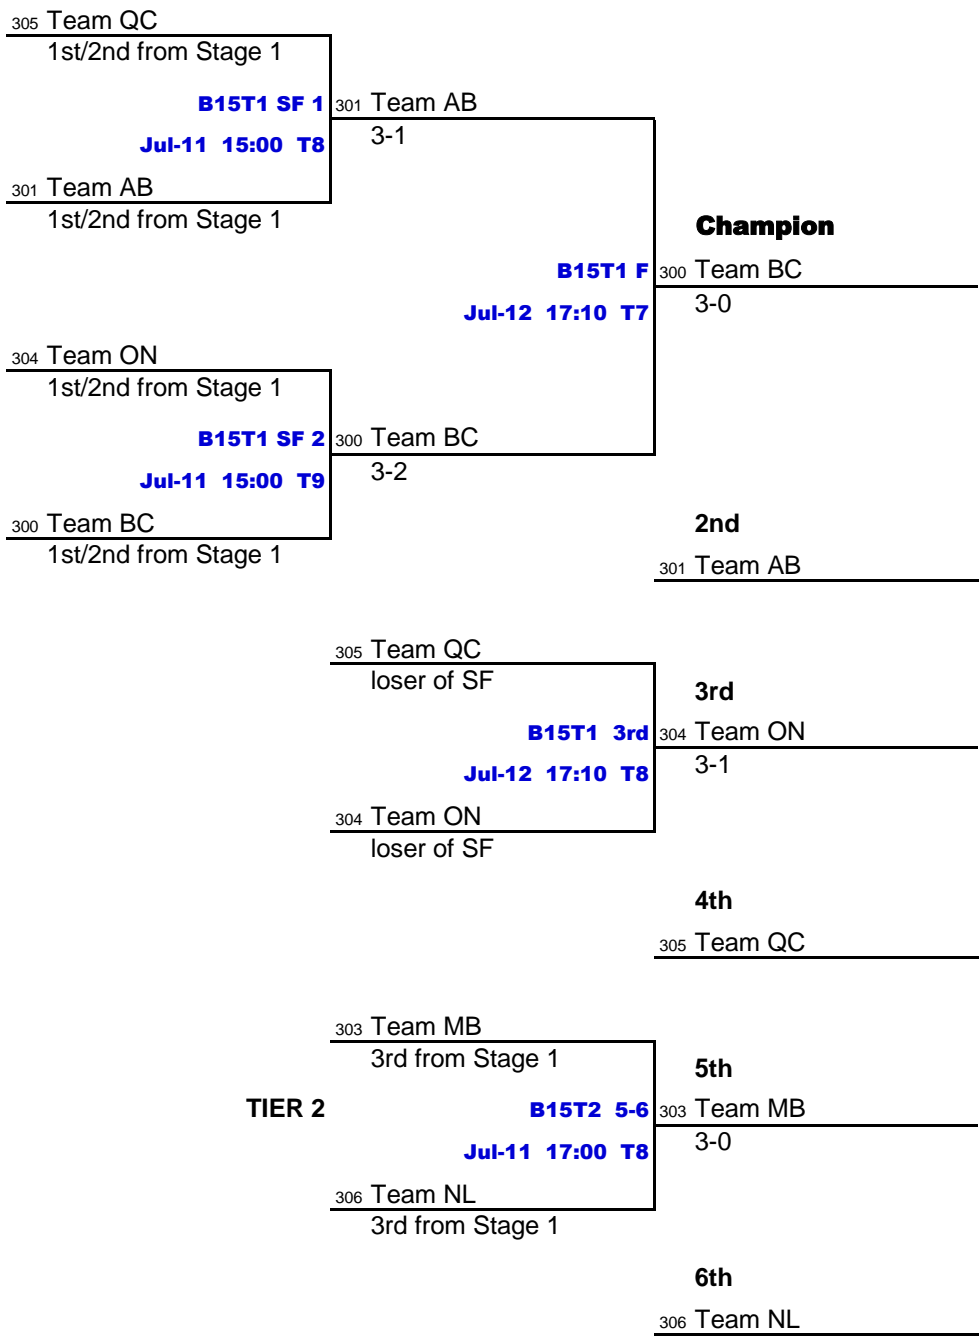 305 Team QC
1st/2nd from Stage 1
B15T1 SF 1 301 Team AB
3-1
Jul-11 15:00 T8
301 Team AB
1st/2nd from Stage 1
Champion
B15T1 F 300 Team BC
3-0
Jul-12 17:10 T7
304 Team ON
1st/2nd from Stage 1
B15T1 SF 2 300 Team BC
3-2
Jul-11 15:00 T9
300 Team BC
2nd
1st/2nd from Stage 1
301 Team AB
305 Team QC
loser of SF
3rd
B15T1 3rd 304 Team ON
3-1
Jul-12 17:10 T8
304 Team ON
loser of SF
4th
305 Team QC
303 Team MB
3rd from Stage 1
5th
TIER 2 B15T2 5-6 303 Team MB
3-0
Jul-11 17:00 T8
306 Team NL
3rd from Stage 1
6th
306 Team NL